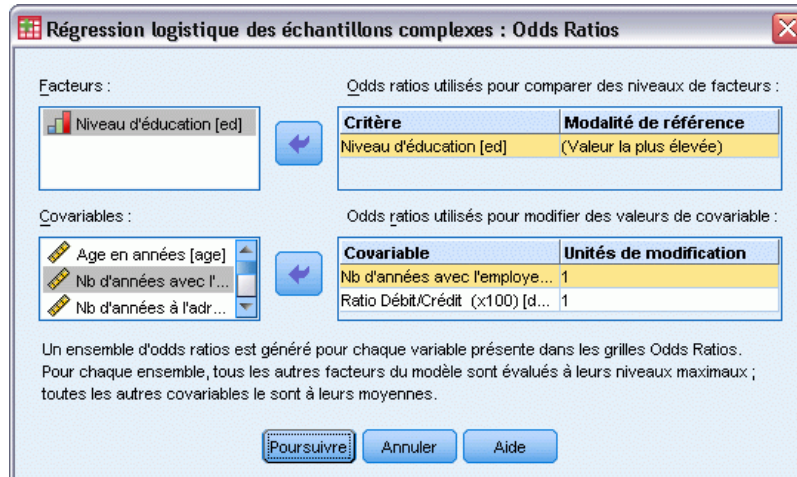 Régression logistique des échantillons complexes : Odds Ratios
Facteurs :
Niveau d'éducation [ed]
Odds ratios utilisés pour comparer des niveaux de facteurs :
Critère Modalité de référence
Niveau d'éducation [ed] (Valeur la plus élevée)
Covariables :
Age en années [age]
Nb d'années avec l'...
Nb d'années à l'adr...
Odds ratios utilisés pour modifier des valeurs de covariable :
Covariable Unités de modification
Nb d'années avec l'employe... 1
Ratio Débit/Crédit (x100) [d... 1
Un ensemble d'odds ratios est généré pour chaque variable présente dans les grilles Odds Ratios.
Pour chaque ensemble, tous les autres facteurs du modèle sont évalués à leurs niveaux maximaux ;
toutes les autres covariables le sont à leurs moyennes.
Poursuivre Annuler Aide